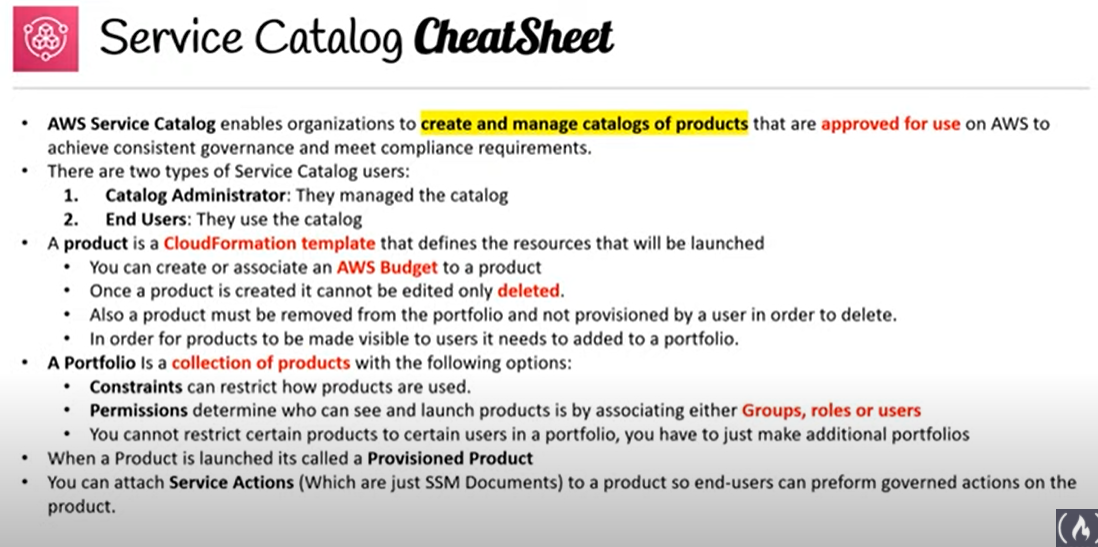 Service Catalog CheatSheet
• AWS Service Catalog enables organizations to create and manage catalogs of products that are approved for use on AWS to
achieve consistent governance and meet compliance requirements.
• There are two types of Service Catalog users:
1. Catalog Administrator: They managed the catalog
2. End Users: They use the catalog
• A product is a CloudFormation template that defines the resources that will be launched
• You can create or associate an AWS Budget to a product
• Once a product is created it cannot be edited only deleted.
• Also a product must be removed from the portfolio and not provisioned by a user in order to delete.
• In order for products to be made visible to users it needs to added to a portfolio.
• A Portfolio Is a collection of products with the following options:
• Constraints can restrict how products are used.
• Permissions determine who can see and launch products is by associating either Groups, roles or users
• You cannot restrict certain products to certain users in a portfolio, you have to just make additional portfolios
• When a Product is launched its called a Provisioned Product
• You can attach Service Actions (Which are just SSM Documents) to a product so end-users can preform governed actions on the
product.